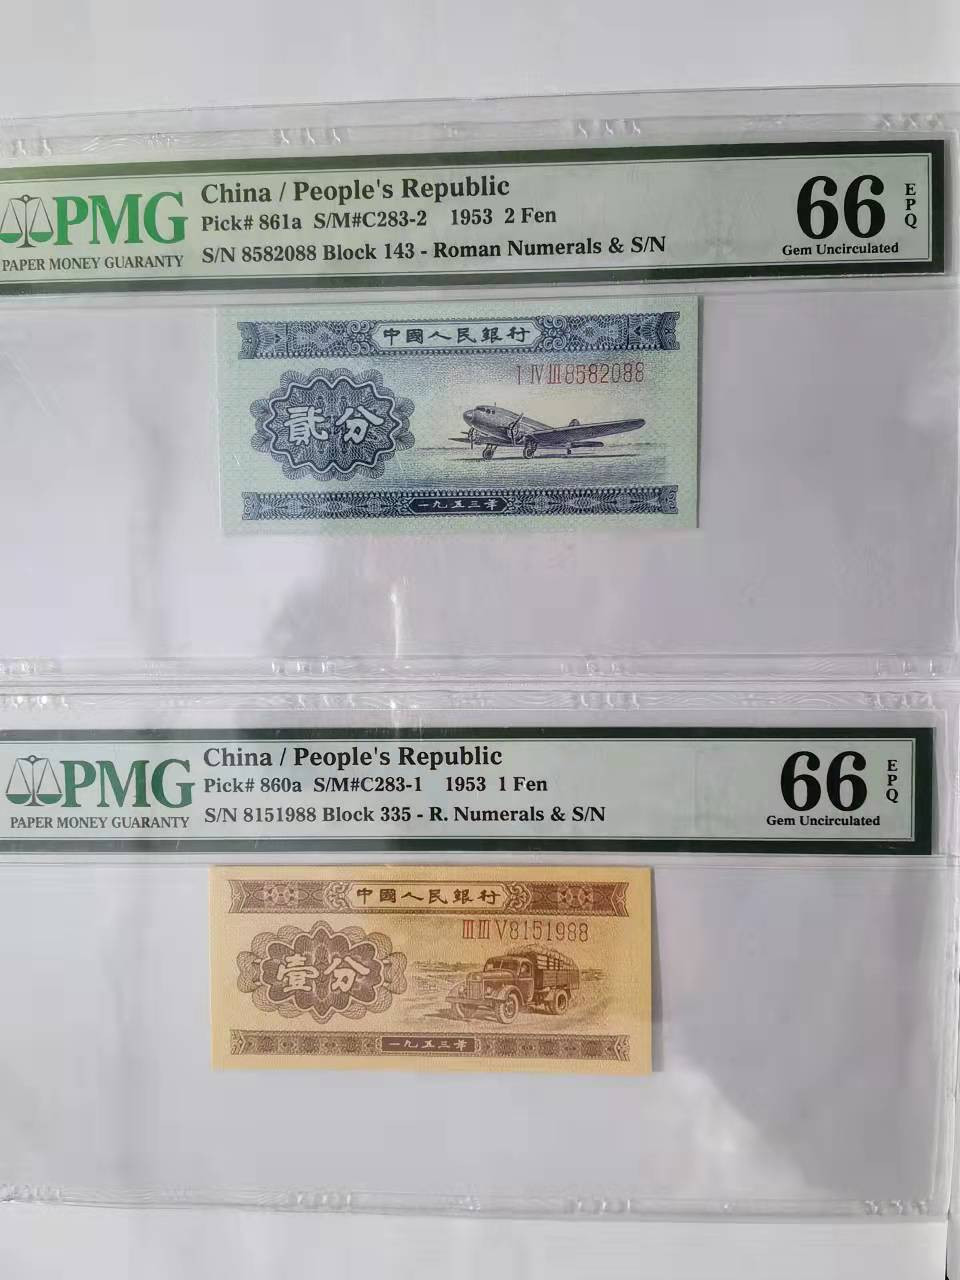 PMG
PAPER MONEY GUARANTY
China / People's Republic
Pick# 861a S/M#C283-2 1953 2 Fen
S/N 8582088 Block 143 - Roman Numerals & S/N
66 EPQ
Gem Uncirculated
中國人民銀行
I IV III 8582088
貳分
一九五三年
PMG
PAPER MONEY GUARANTY
China / People's Republic
Pick# 860a S/M#C283-1 1953 1 Fen
S/N 8151988 Block 335 - R. Numerals & S/N
66 EPQ
Gem Uncirculated
中國人民銀行
III III V 8151988
壹分
一九五三年